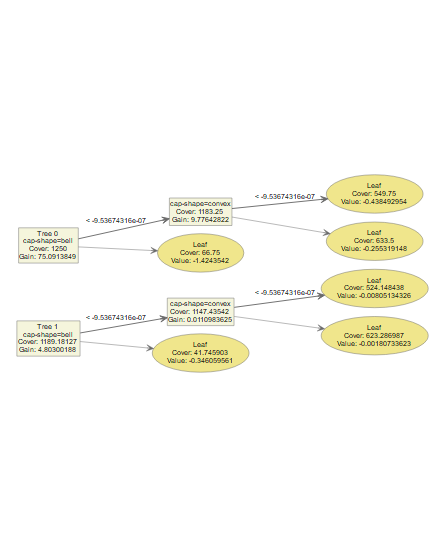 Leaf
Cover: 549.75
Value: -0.438492954
< -9.53674316e-07
cap-shape=convex
Cover: 1183.25
Gain: 9.77642822
< -9.53674316e-07
Leaf
Cover: 633.5
Value: -0.255319148
Tree 0
cap-shape=bell
Cover: 1250
Gain: 75.0913849
Leaf
Cover: 66.75
Value: -1.4243542
Leaf
Cover: 524.148438
Value: -0.00805134326
< -9.53674316e-07
cap-shape=convex
Cover: 1147.43542
Gain: 0.0110983625
< -9.53674316e-07
Tree 1
cap-shape=bell
Cover: 1189.18127
Gain: 4.80300188
Leaf
Cover: 623.286987
Value: -0.00180733623
Leaf
Cover: 41.745903
Value: -0.346059561